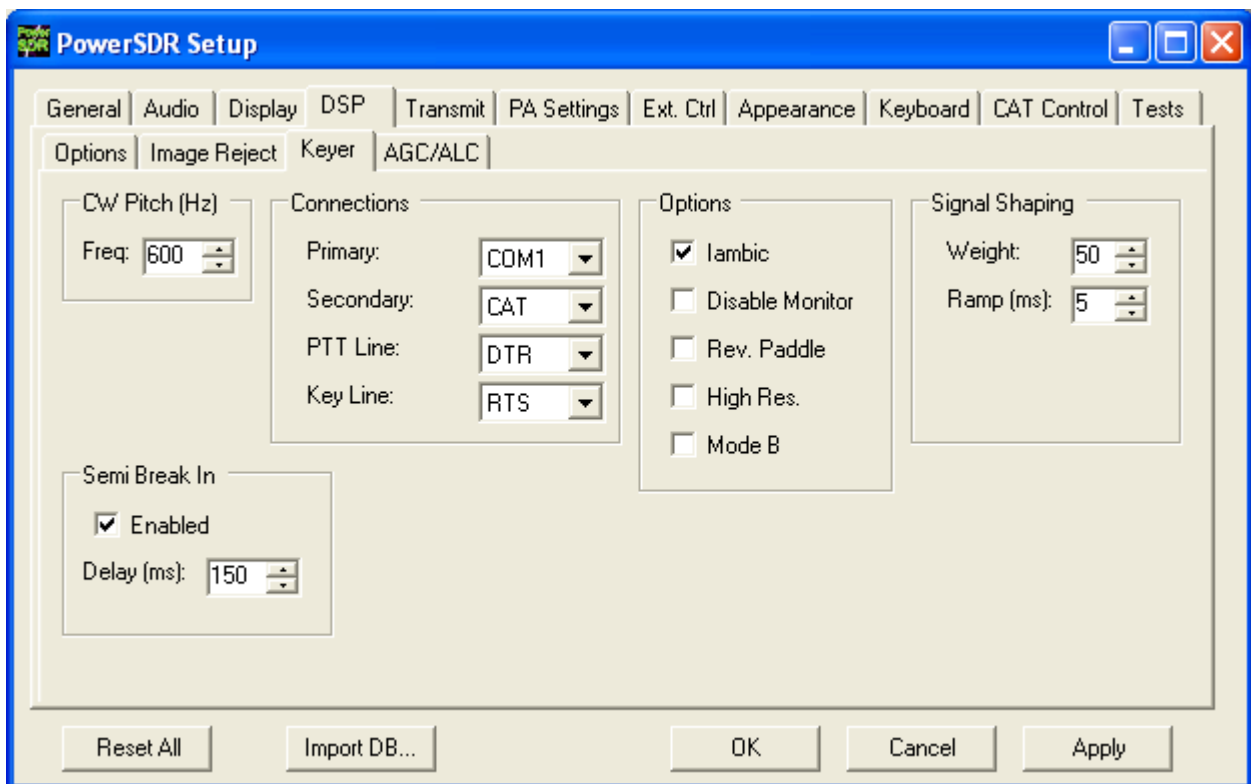 PowerSDR Setup
General Audio Display DSP Transmit PA Settings Ext. Ctrl Appearance Keyboard CAT Control Tests
Options Image Reject Keyer AGC/ALC
CW Pitch (Hz)
Freq: 600
Connections
Primary: COM1
Secondary: CAT
PTT Line: DTR
Key Line: RTS
Options
Iambic
Disable Monitor
Rev. Paddle
High Res.
Mode B
Signal Shaping
Weight: 50
Ramp (ms): 5
Semi Break In
Enabled
Delay (ms): 150
Reset All Import DB... OK Cancel Apply